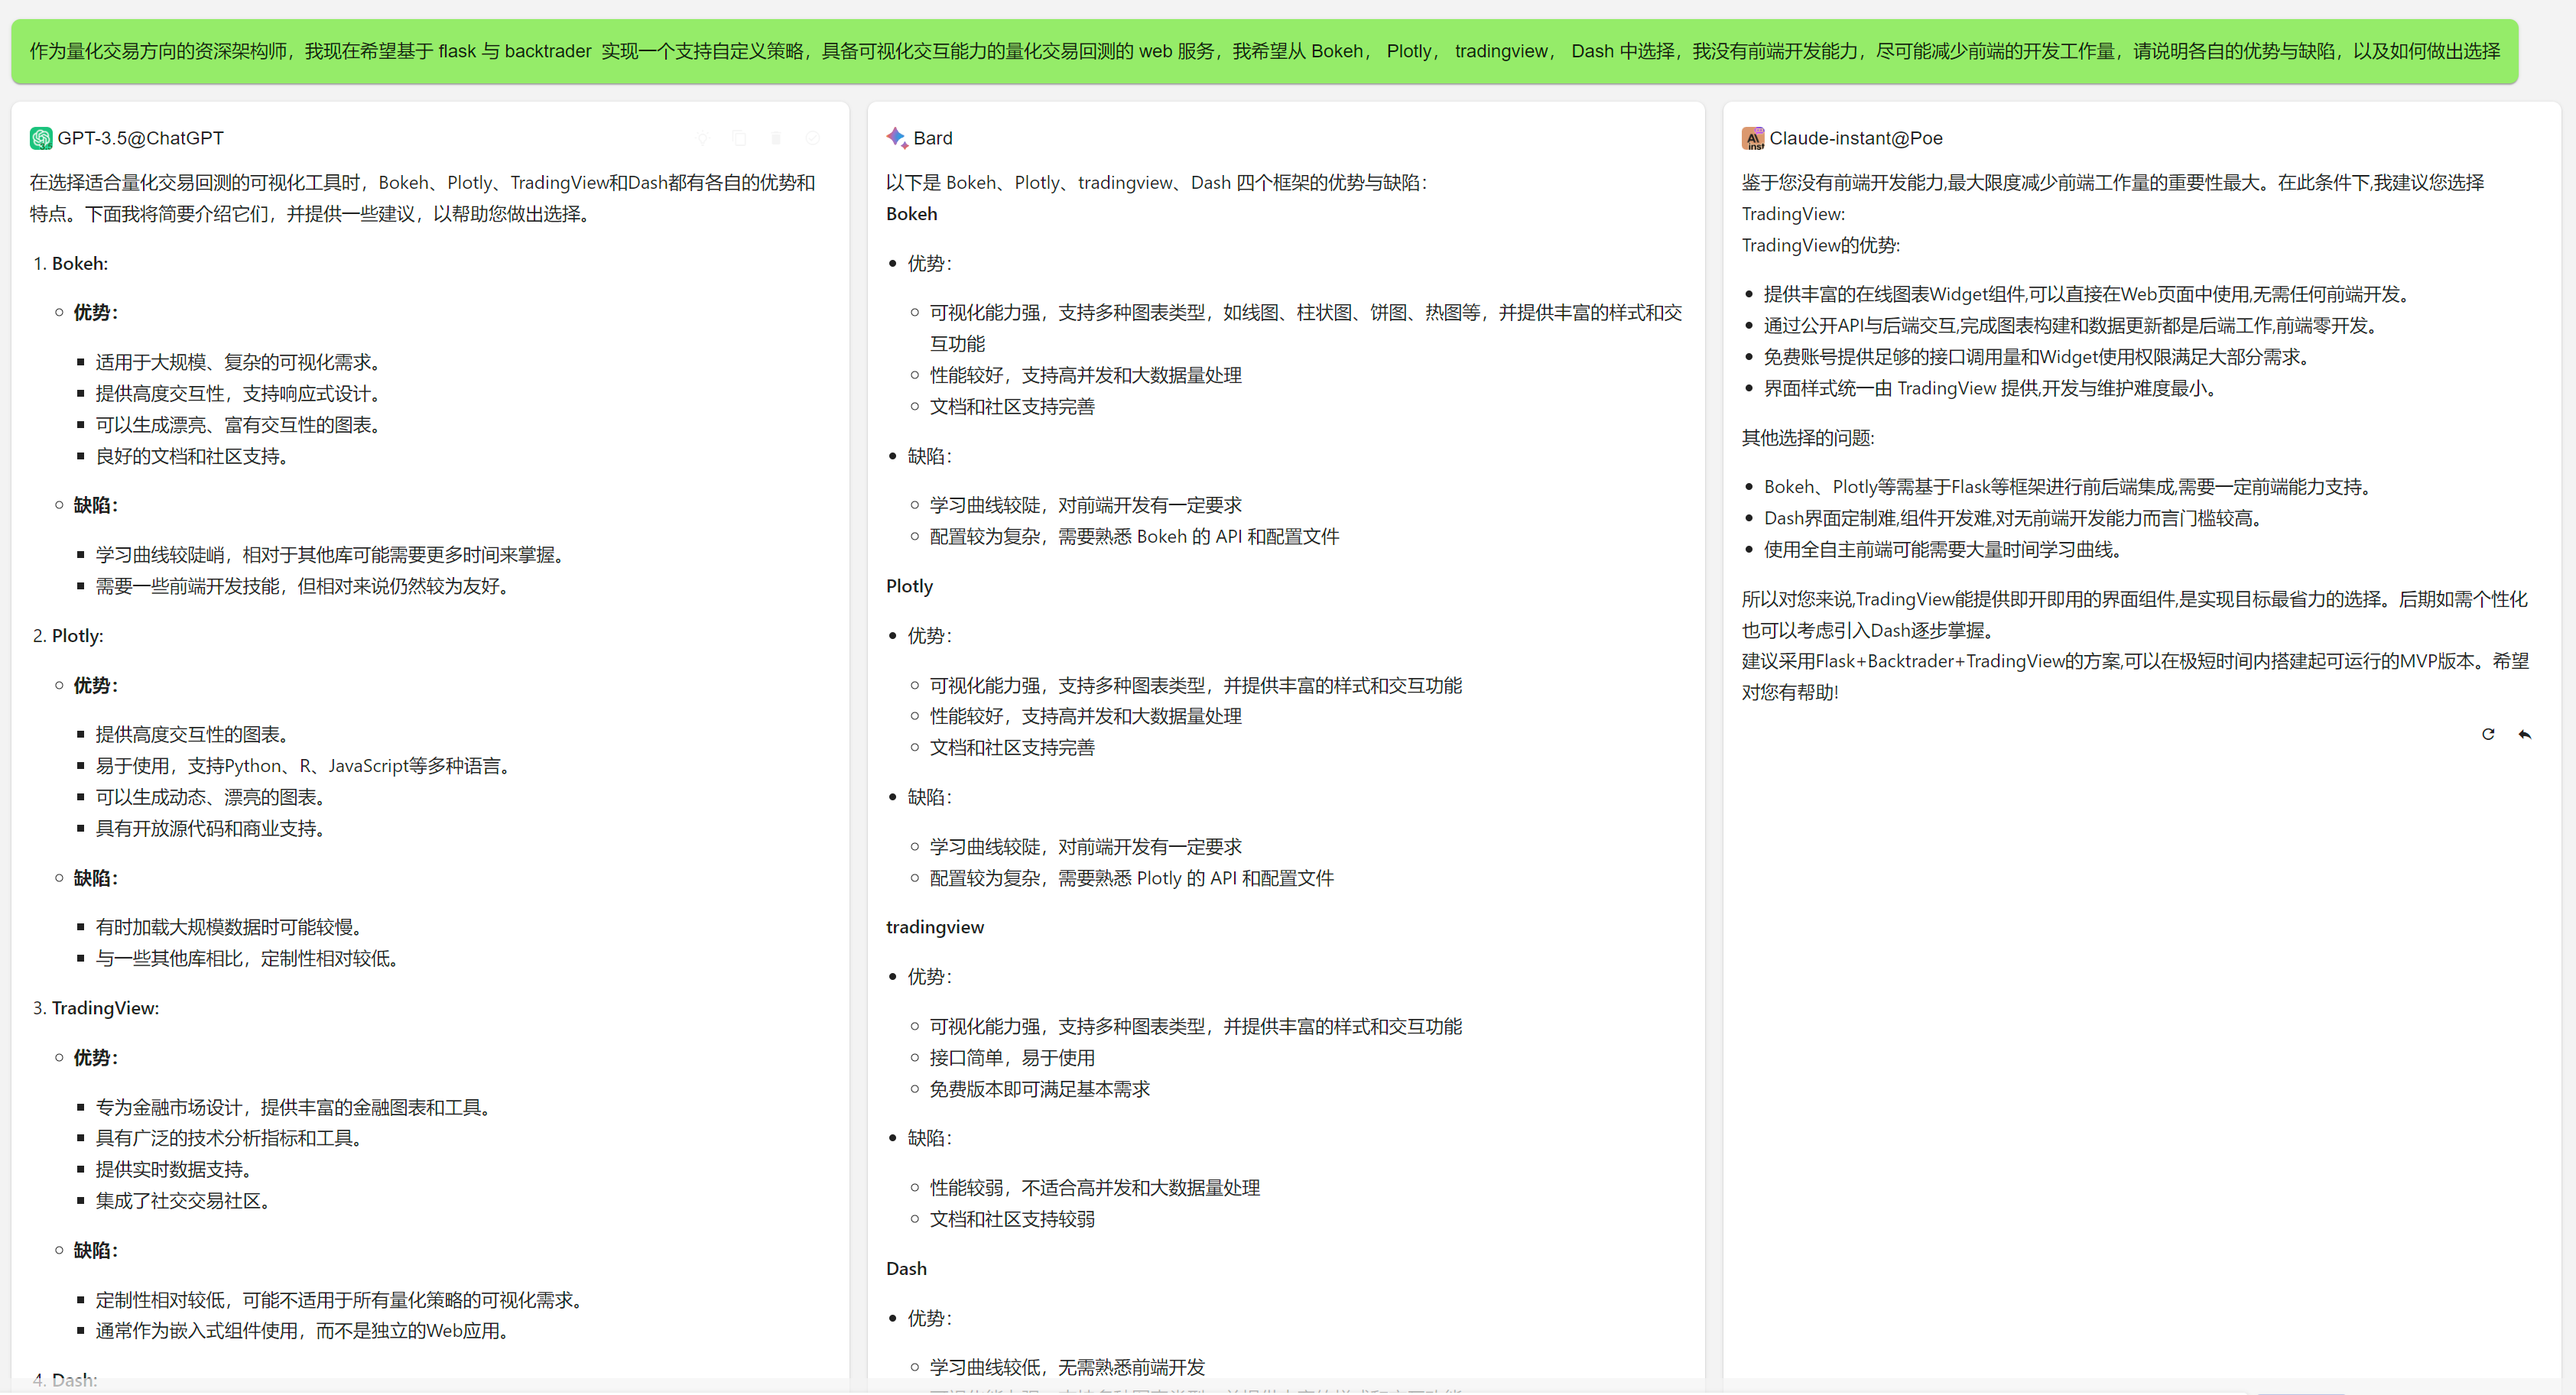 作为量化交易方向的资深架构师，我现在希望基于 flask 与 backtrader 实现一个支持自定义策略，具备可视化交互能力的量化交易回测的 web 服务，我希望从 Bokeh， Plotly， tradingview， Dash 中选择，我没有前端开发能力，尽可能减少前端的开发工作量，请说明各自的优势与缺陷，以及如何做出选择
GPT-3.5@ChatGPT
在选择适合量化交易回测的可视化工具时，Bokeh、Plotly、TradingView和Dash都有各自的优势和
特点。下面我将简要介绍它们，并提供一些建议，以帮助您做出选择。
1. Bokeh:
优势：
适用于大规模、复杂的可视化需求。
提供高度交互性，支持响应式设计。
可以生成漂亮、富有交互性的图表。
良好的文档和社区支持。
缺陷：
学习曲线较陡峭，相对于其他库可能需要更多时间来掌握。
需要一些前端开发技能，但相对来说仍然较为友好。
2. Plotly:
优势：
提供高度交互性的图表。
易于使用，支持Python、R、JavaScript等多种语言。
可以生成动态、漂亮的图表。
具有开放源代码和商业支持。
缺陷：
有时加载大规模数据时可能较慢。
与一些其他库相比，定制性相对较低。
3. TradingView:
优势：
专为金融市场设计，提供丰富的金融图表和工具。
具有广泛的技术分析指标和工具。
提供实时数据支持。
集成了社交交易社区。
缺陷：
定制性相对较低，可能不适用于所有量化策略的可视化需求。
通常作为嵌入式组件使用，而不是独立的Web应用。
4. Dash:
Bard
以下是 Bokeh、Plotly、tradingview、Dash 四个框架的优势与缺陷：
Bokeh
优势：
可视化能力强，支持多种图表类型，如线图、柱状图、饼图、热图等，并提供丰富的样式和交
互功能
性能较好，支持高并发和大数据量处理
文档和社区支持完善
缺陷：
学习曲线较陡，对前端开发有一定要求
配置较为复杂，需要熟悉 Bokeh 的 API 和配置文件
Plotly
优势：
可视化能力强，支持多种图表类型，并提供丰富的样式和交互功能
性能较好，支持高并发和大数据量处理
文档和社区支持完善
缺陷：
学习曲线较陡，对前端开发有一定要求
配置较为复杂，需要熟悉 Plotly 的 API 和配置文件
tradingview
优势：
可视化能力强，支持多种图表类型，并提供丰富的样式和交互功能
接口简单，易于使用
免费版本即可满足基本需求
缺陷：
性能较弱，不适合高并发和大数据量处理
文档和社区支持较弱
Dash
优势：
学习曲线较低，无需熟悉前端开发
Claude-instant@Poe
鉴于您没有前端开发能力,最大限度减少前端工作量的重要性最大。在此条件下,我建议您选择
TradingView:
TradingView的优势:
提供丰富的在线图表Widget组件,可以直接在Web页面中使用,无需任何前端开发。
通过公开API与后端交互,完成图表构建和数据更新都是后端工作,前端零开发。
免费账号提供足够的接口调用量和Widget使用权限满足大部分需求。
界面样式统一由 TradingView 提供,开发与维护难度最小。
其他选择的问题:
Bokeh、Plotly等需基于Flask等框架进行前后端集成,需要一定前端能力支持。
Dash界面定制难,组件开发难,对无前端开发能力而言门槛较高。
使用全自主前端可能需要大量时间学习曲线。
所以对您来说,TradingView能提供即开即用的界面组件,是实现目标最省力的选择。后期如需个性化
也可以考虑引入Dash逐步掌握。
建议采用Flask+Backtrader+TradingView的方案,可以在极短时间内搭建起可运行的MVP版本。希望
对您有帮助!